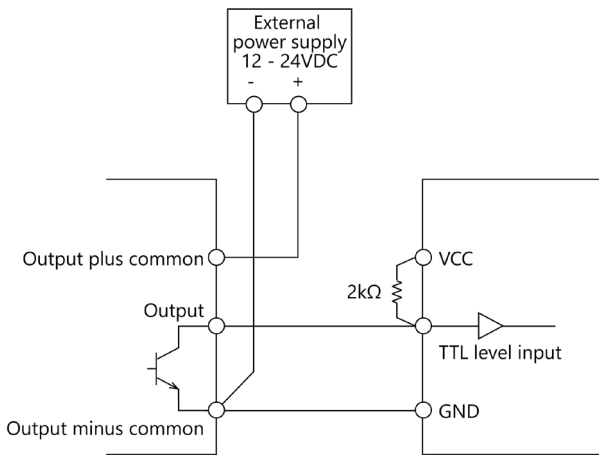 External
power supply
12 - 24VDC
- +
Output plus common
VCC
2kΩ
Output
TTL level input
Output minus common
GND